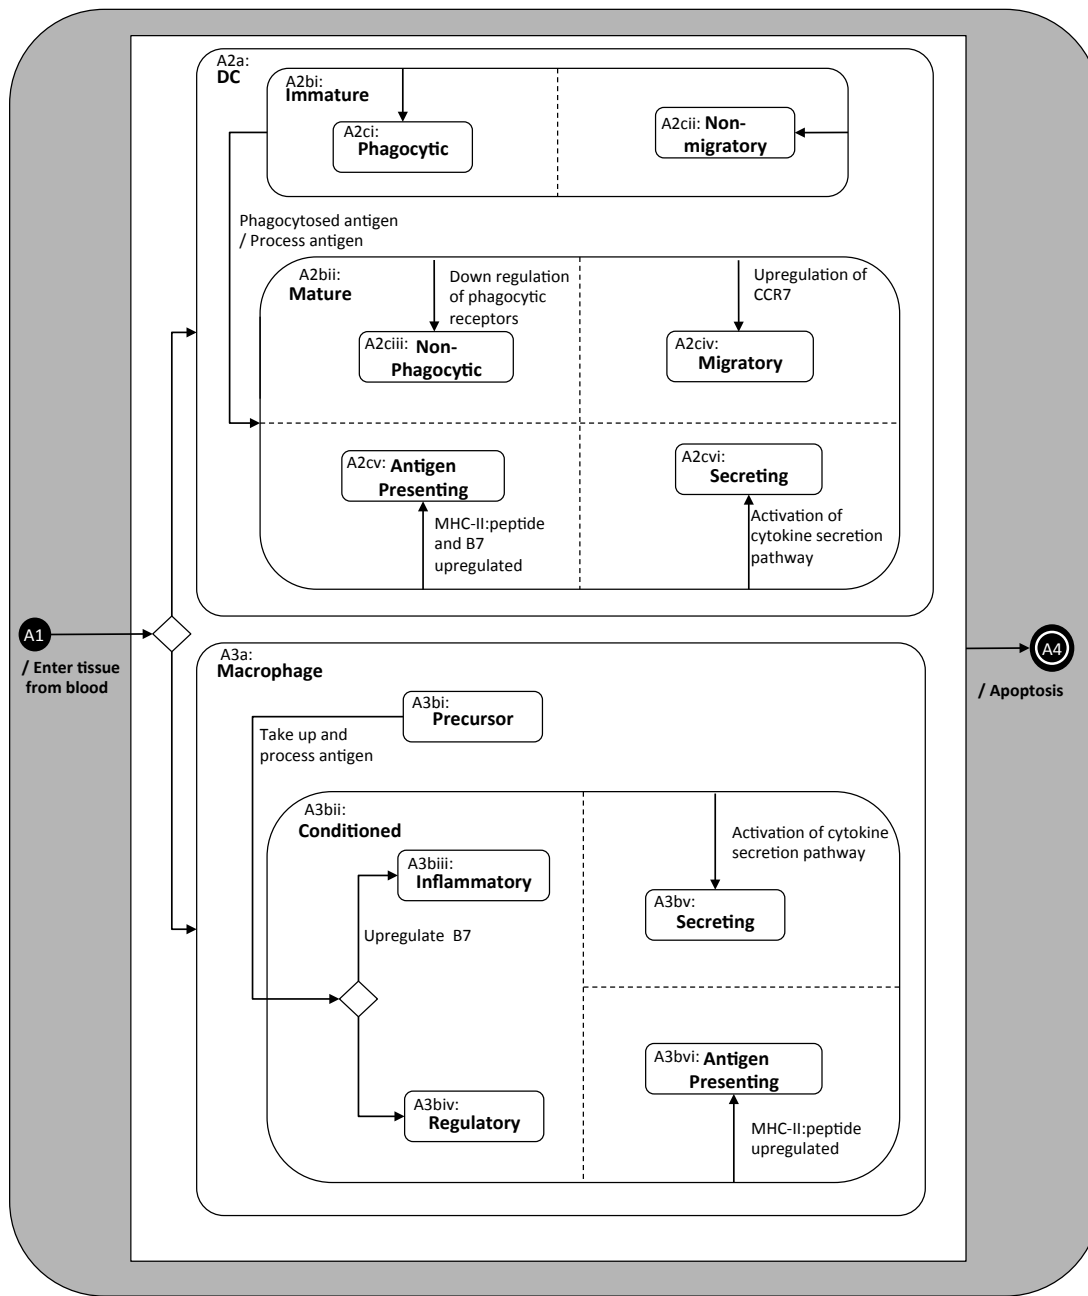 A2a:
DC
A2bi:
Immature
A2ci:
Phagocytic
A2cii: Non-
migratory
Phagocytosed antigen
/ Process antigen
A2bii:
Mature
Down regulation
of phagocytic
receptors
Upregulation of
CCR7
A2ciii: Non-
Phagocytic
A2civ:
Migratory
A2cv: Antigen
Presenting
A2cvi:
Secreting
MHC-II:peptide
and B7
upregulated
Activation of
cytokine secretion
pathway
A1
/ Enter tissue
from blood
A4
/ Apoptosis
A3a:
Macrophage
A3bi:
Precursor
Take up and
process antigen
A3bii:
Conditioned
A3biii:
Inflammatory
Upregulate B7
Activation of cytokine
secretion pathway
A3bv:
Secreting
A3bvi: Antigen
Presenting
A3biv:
Regulatory
MHC-II:peptide
upregulated